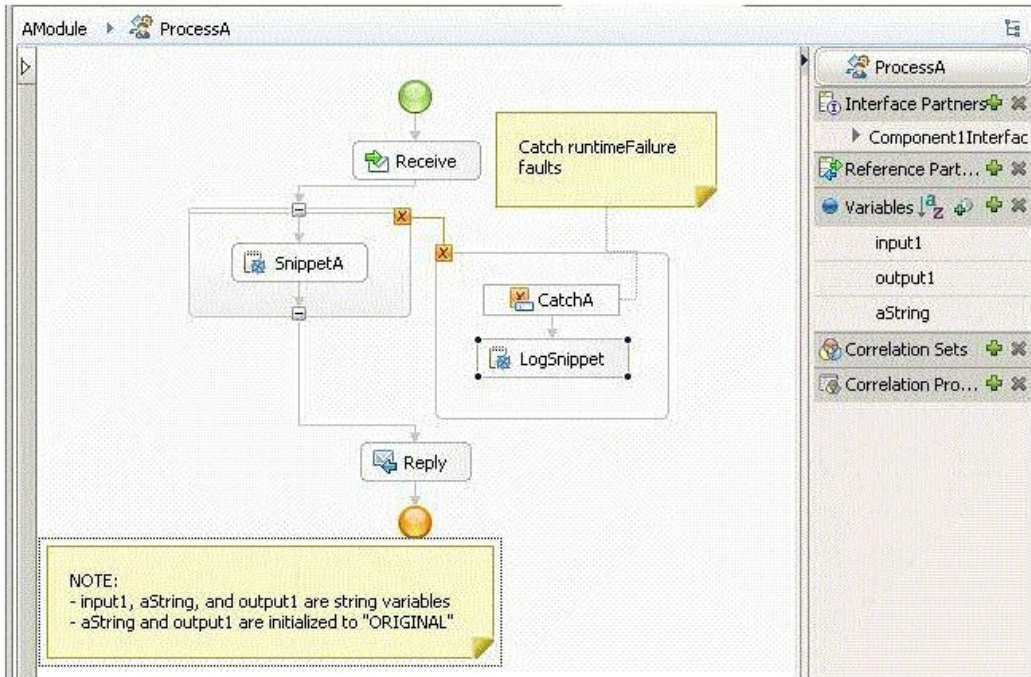 AModule ProcessA
Receive
Catch runtimeFailure
faults
SnippetA
CatchA
LogSnippet
Reply
NOTE:
- input1, aString, and output1 are string variables
- aString and output1 are initialized to "ORIGINAL"
ProcessA
Interface Partners
Component1Interfac
Reference Part...
Variables
input1
output1
aString
Correlation Sets
Correlation Pro...